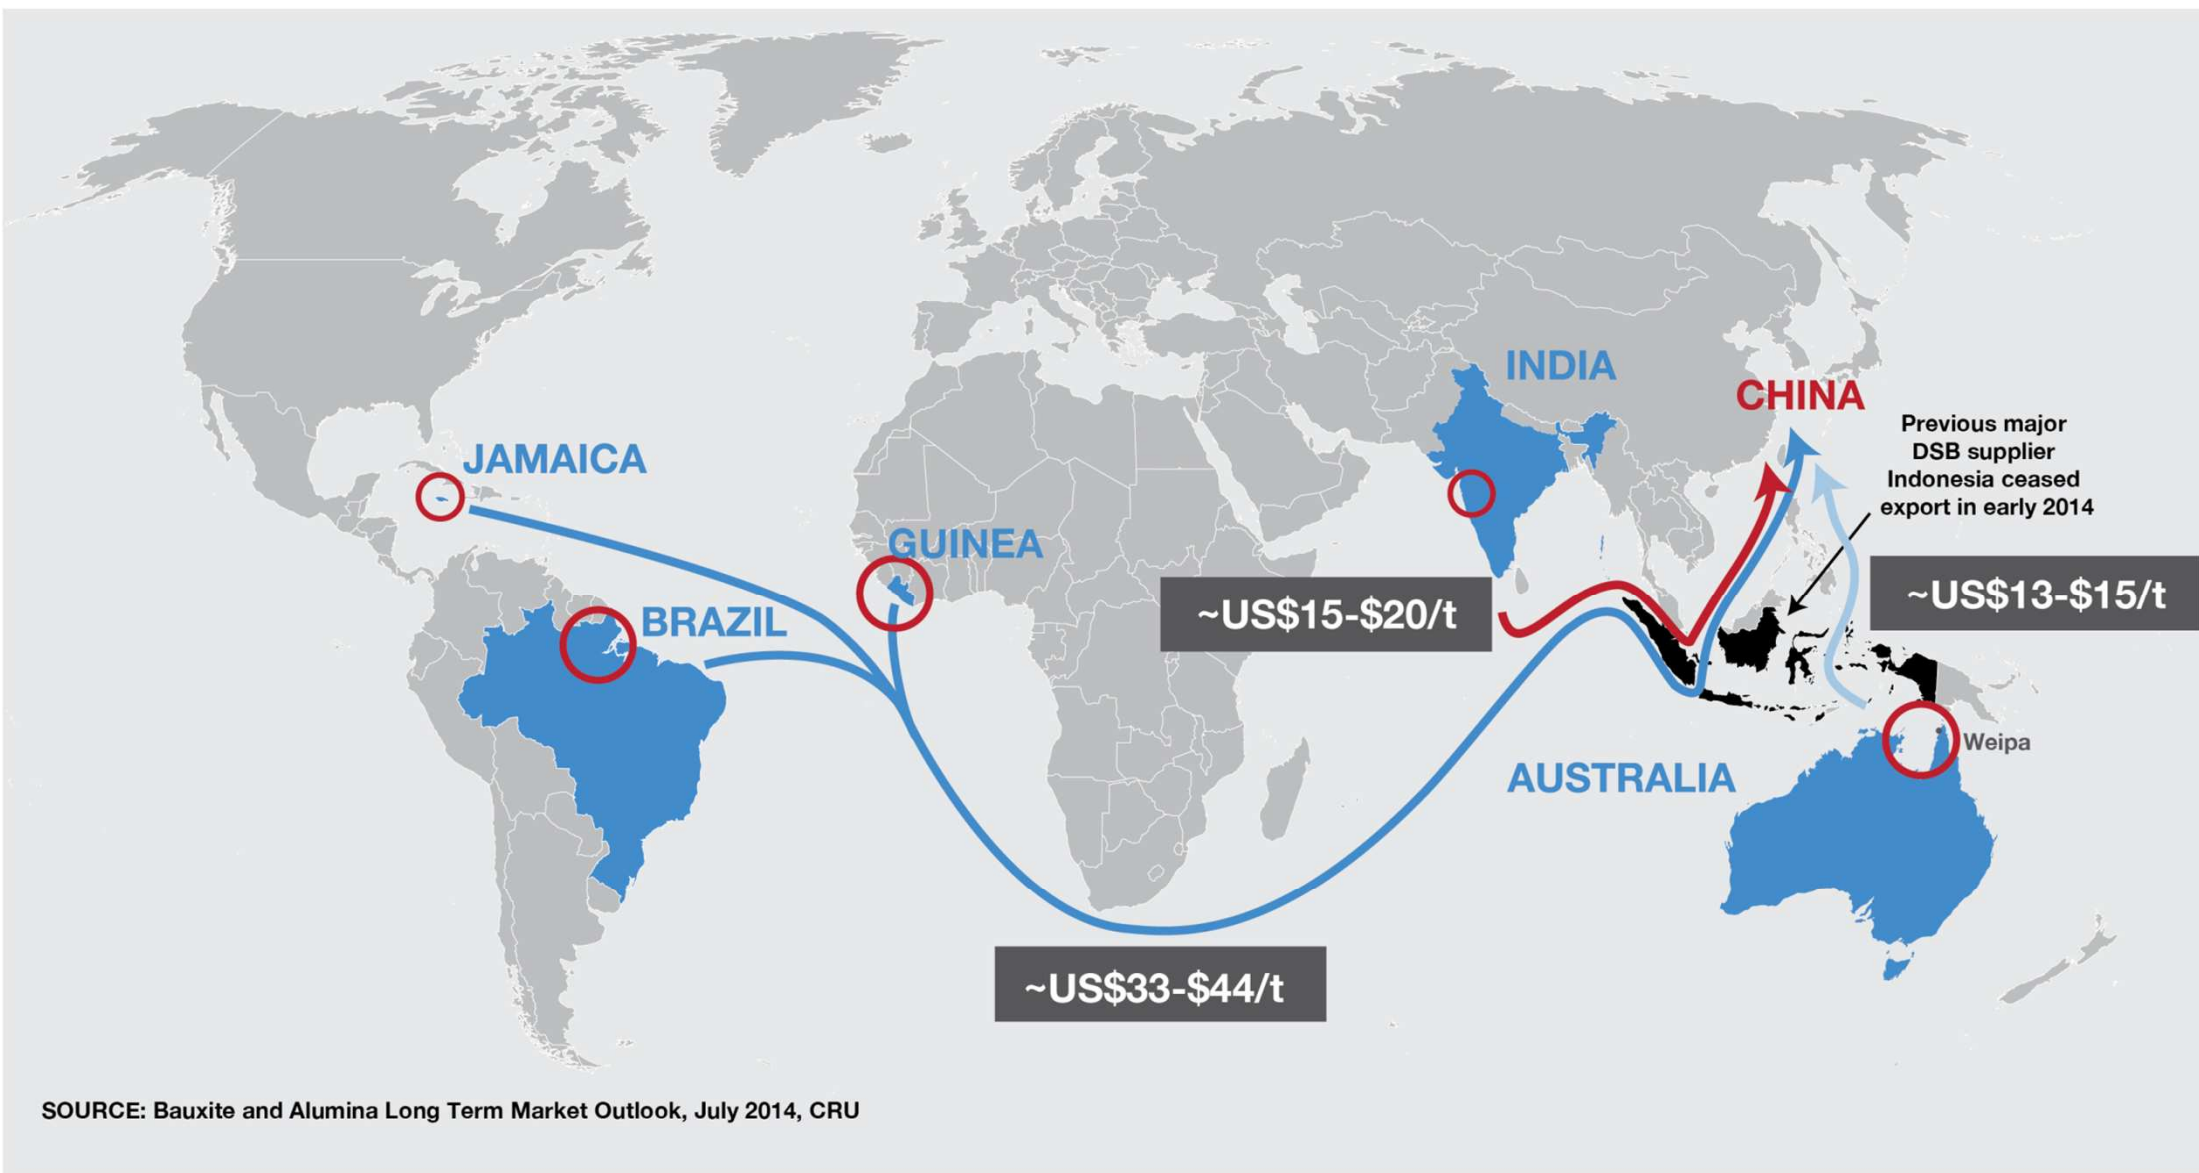 INDIA
CHINA
Previous major
DSB supplier
Indonesia ceased
export in early 2014
JAMAICA
GUINEA
BRAZIL
~US$15-$20/t
~US$13-$15/t
Weipa
AUSTRALIA
~US$33-$44/t
SOURCE: Bauxite and Alumina Long Term Market Outlook, July 2014, CRU